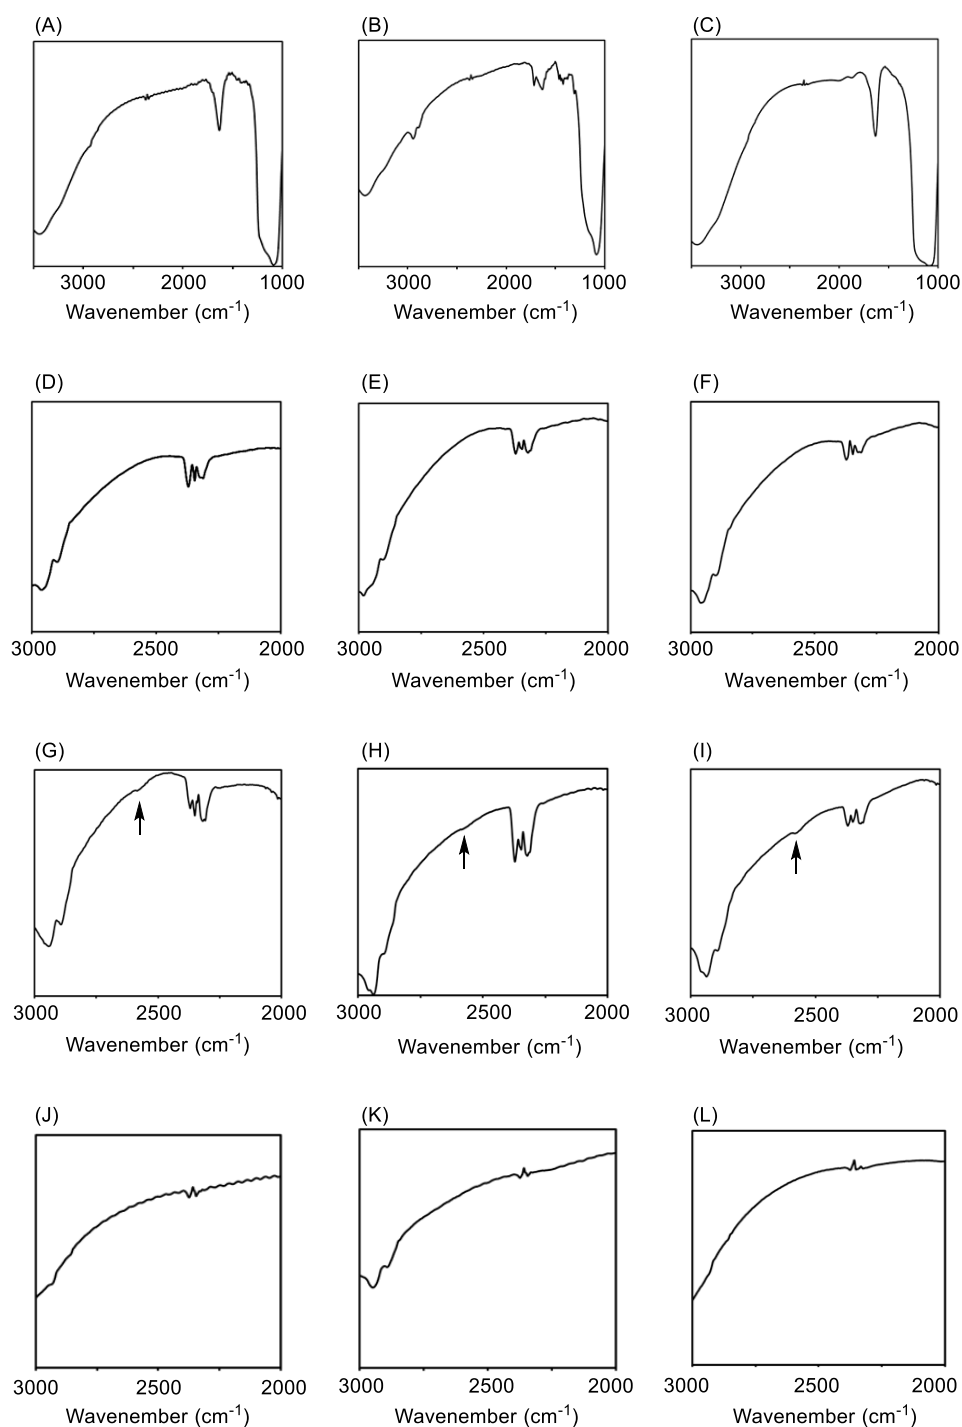 (A) (B) (C)
3000 2000 1000 3000 2000 1000 3000 2000 1000
Wavenember (cm-1) Wavenember (cm-1) Wavenember (cm-1)
(D) (E) (F)
3000 2500 2000 3000 2500 2000 3000 2500 2000
Wavenember (cm-1) Wavenember (cm-1) Wavenember (cm-1)
(G) (H) (I)
3000 2500 2000 3000 2500 2000 3000 2500 2000
Wavenember (cm-1) Wavenember (cm-1) Wavenember (cm-1)
(J) (K) (L)
3000 2500 2000 3000 2500 2000 3000 2500 2000
Wavenember (cm-1) Wavenember (cm-1) Wavenember (cm-1)